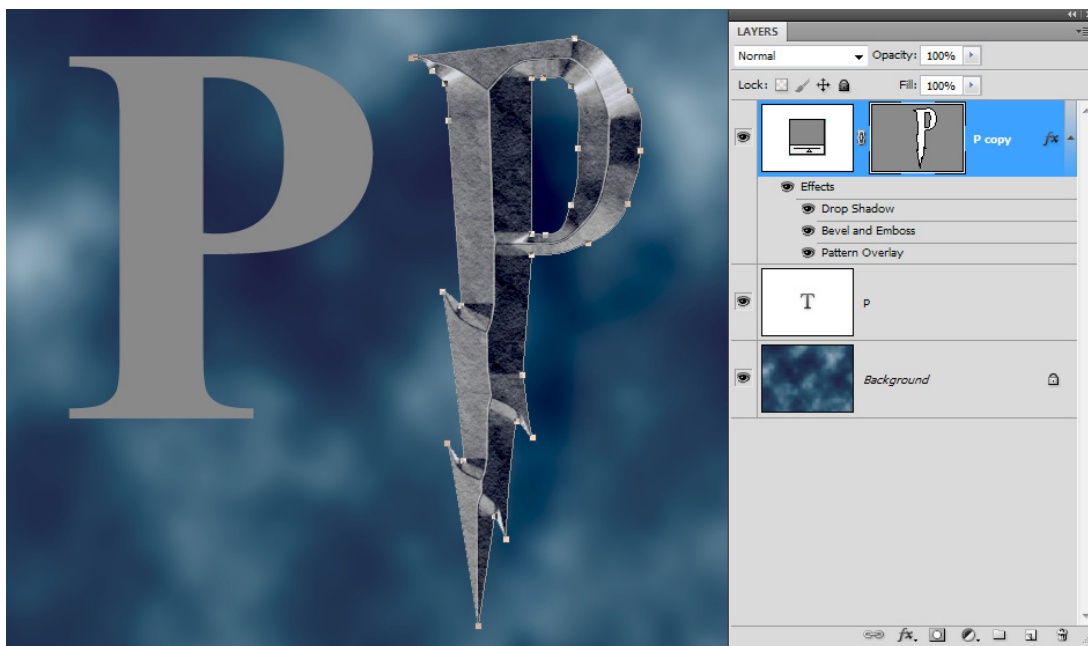 P
P
LAYERS
Normal Opacity: 100%
Lock: Fill: 100%
P copy fx
Effects
Drop Shadow
Bevel and Emboss
Pattern Overlay
T P
Background
fx.